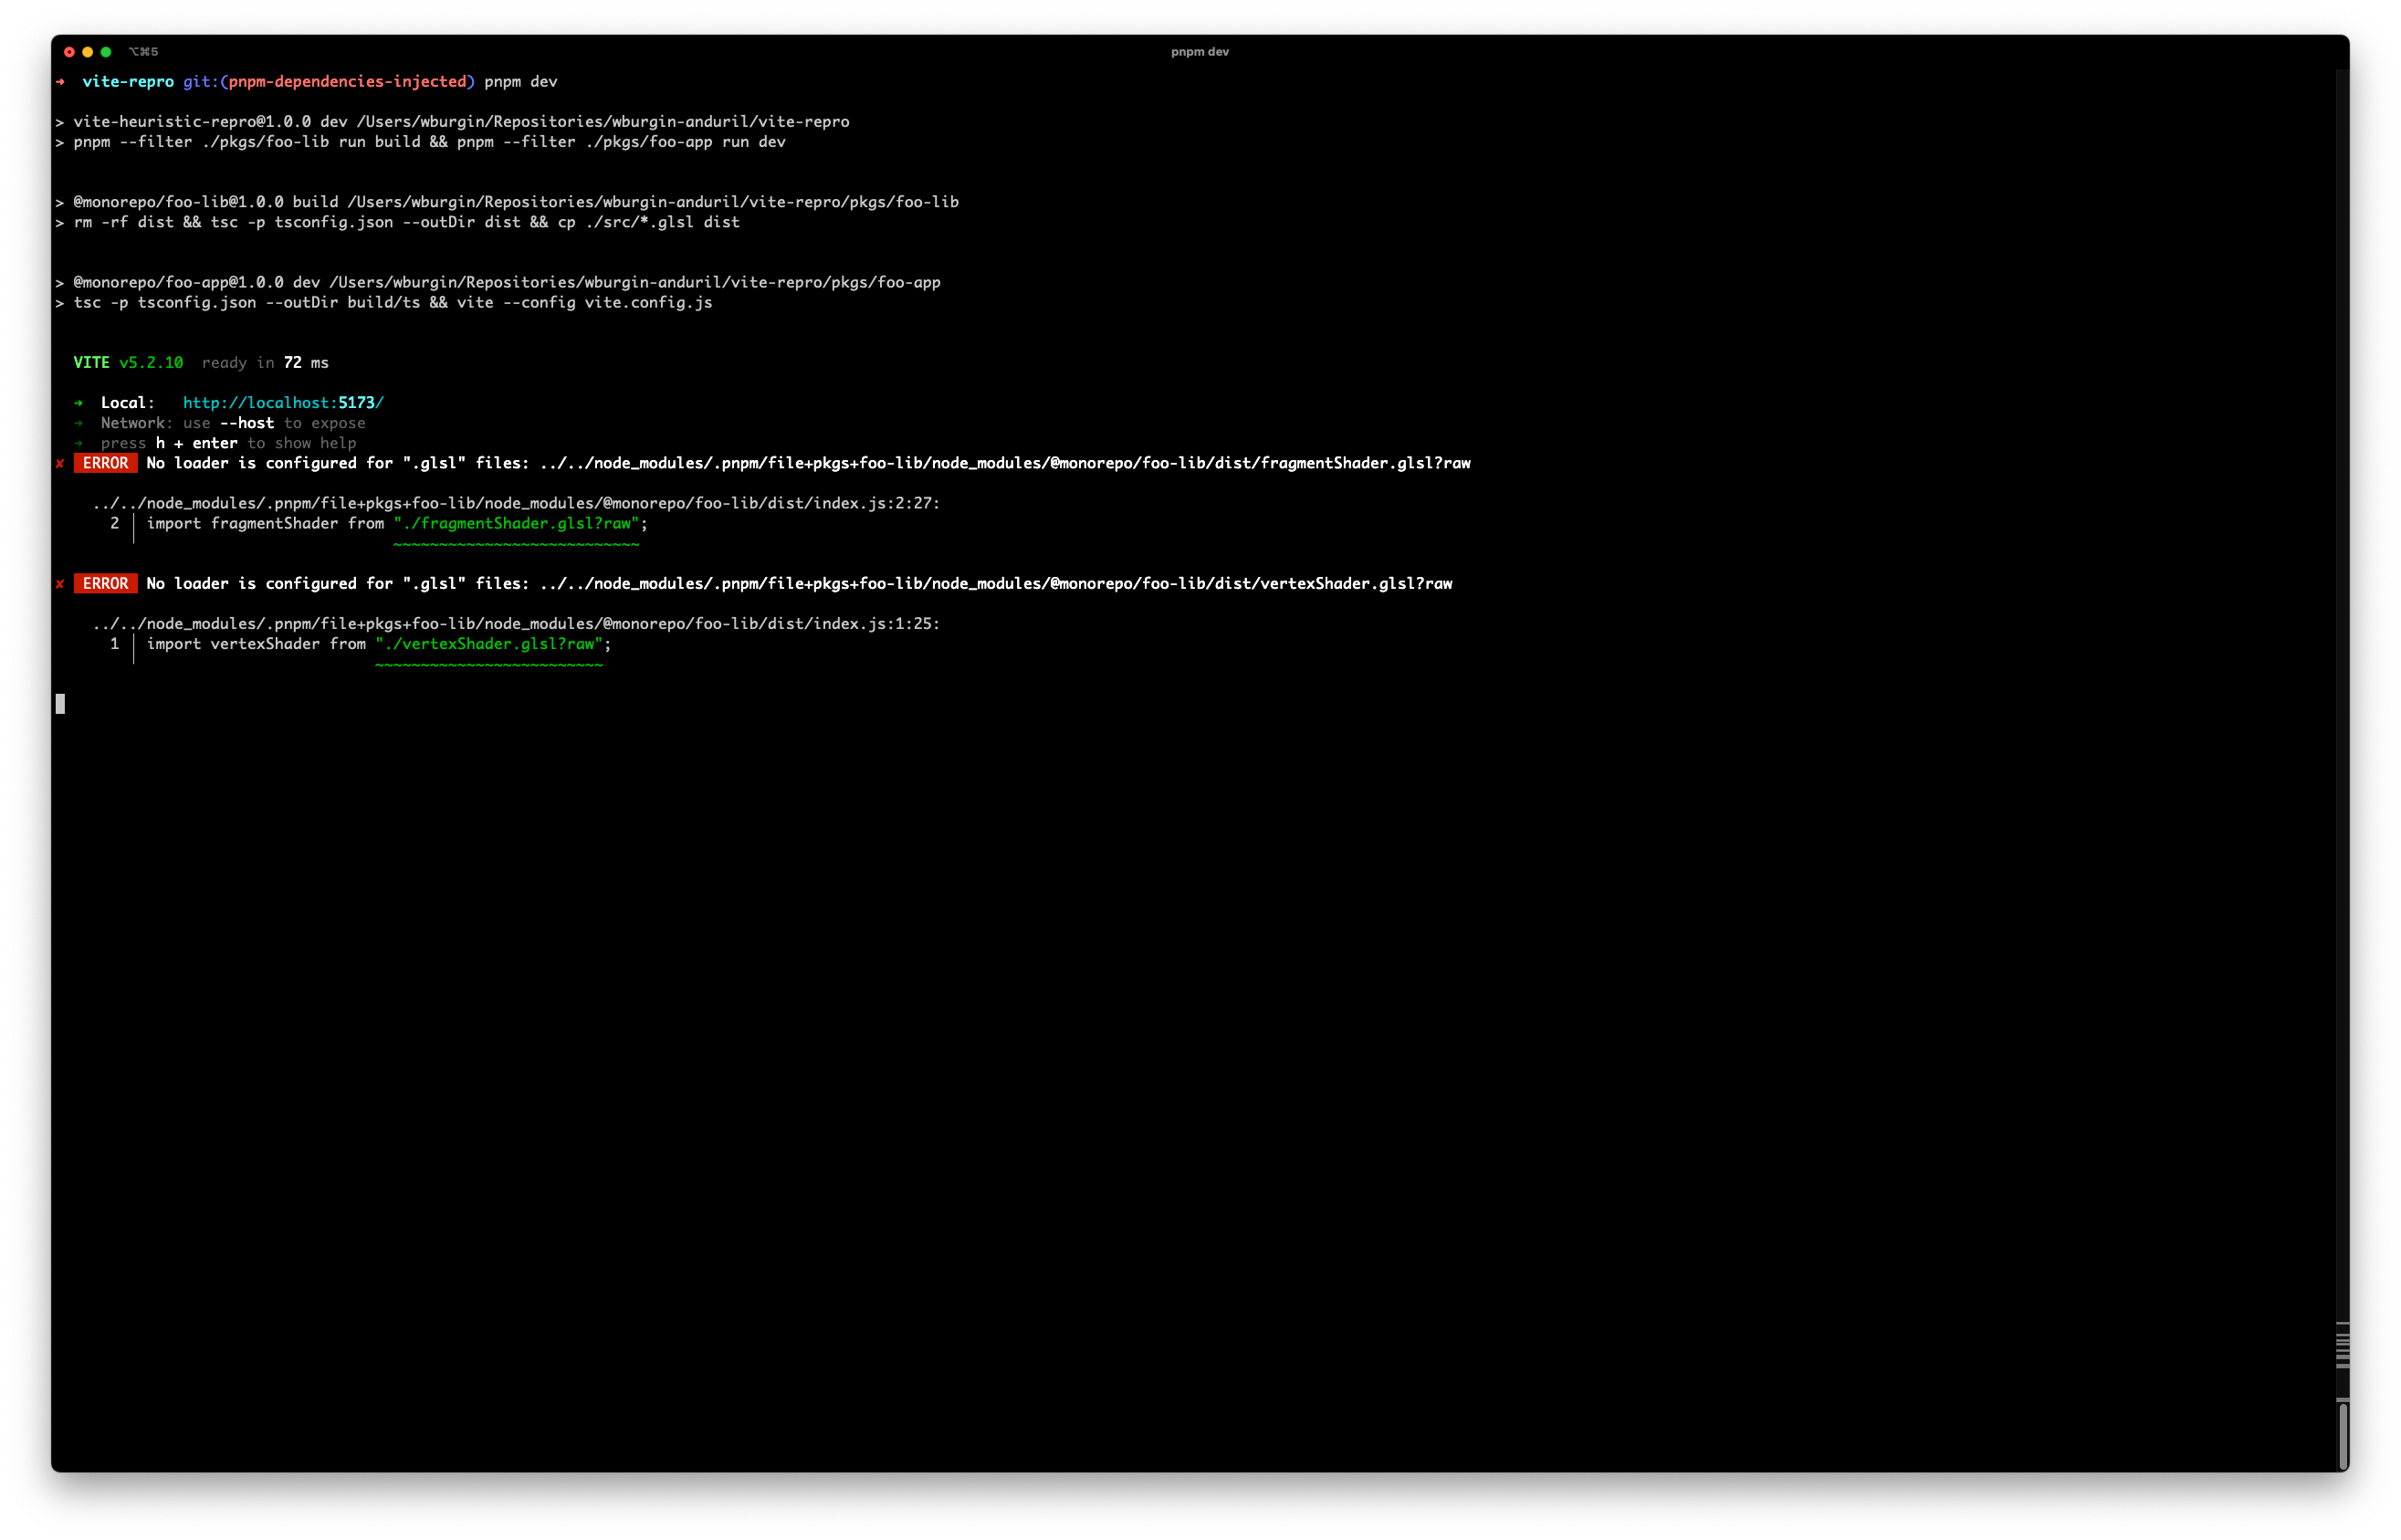 ⌥⌘5
pnpm dev
➜  vite-repro git:(pnpm-dependencies-injected) pnpm dev
> vite-heuristic-repro@1.0.0 dev /Users/wburgin/Repositories/wburgin-anduril/vite-repro
> pnpm --filter ./pkgs/foo-lib run build && pnpm --filter ./pkgs/foo-app run dev
> @monorepo/foo-lib@1.0.0 build /Users/wburgin/Repositories/wburgin-anduril/vite-repro/pkgs/foo-lib
> rm -rf dist && tsc -p tsconfig.json --outDir dist && cp ./src/*.glsl dist
> @monorepo/foo-app@1.0.0 dev /Users/wburgin/Repositories/wburgin-anduril/vite-repro/pkgs/foo-app
> tsc -p tsconfig.json --outDir build/ts && vite --config vite.config.js
VITE v5.2.10  ready in 72 ms
➜  Local:   http://localhost:5173/
➜  Network: use --host to expose
➜  press h + enter to show help
✘ ERROR No loader is configured for ".glsl" files: ../../node_modules/.pnpm/file+pkgs+foo-lib/node_modules/@monorepo/foo-lib/dist/fragmentShader.glsl?raw
../../node_modules/.pnpm/file+pkgs+foo-lib/node_modules/@monorepo/foo-lib/dist/index.js:2:27:
2 │ import fragmentShader from "./fragmentShader.glsl?raw";
~~~~~~~~~~~~~~~~~~~~~~~~~~~
✘ ERROR No loader is configured for ".glsl" files: ../../node_modules/.pnpm/file+pkgs+foo-lib/node_modules/@monorepo/foo-lib/dist/vertexShader.glsl?raw
../../node_modules/.pnpm/file+pkgs+foo-lib/node_modules/@monorepo/foo-lib/dist/index.js:1:25:
1 │ import vertexShader from "./vertexShader.glsl?raw";
~~~~~~~~~~~~~~~~~~~~~~~~~